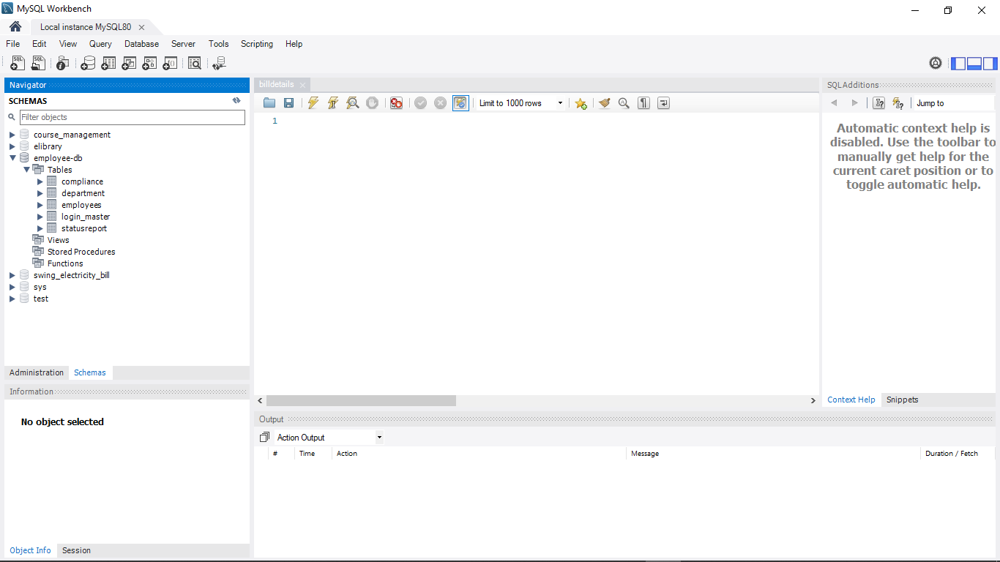 MySQL Workbench
Local instance MySQL80
File Edit View Query Database Server Tools Scripting Help
Navigator
SCHEMAS
Filter objects
course_management
elibrary
employee-db
Tables
compliance
department
employees
login_master
statusreport
Views
Stored Procedures
Functions
swing_electricity_bill
sys
test
Administration Schemas
Information
No object selected
Object Info Session
billdetails
Limit to 1000 rows
1
SQLAdditions
Jump to
Automatic context help is
disabled. Use the toolbar to
manually get help for the
current caret position or to
toggle automatic help.
Context Help Snippets
Output
Action Output
# Time Action Message Duration / Fetch